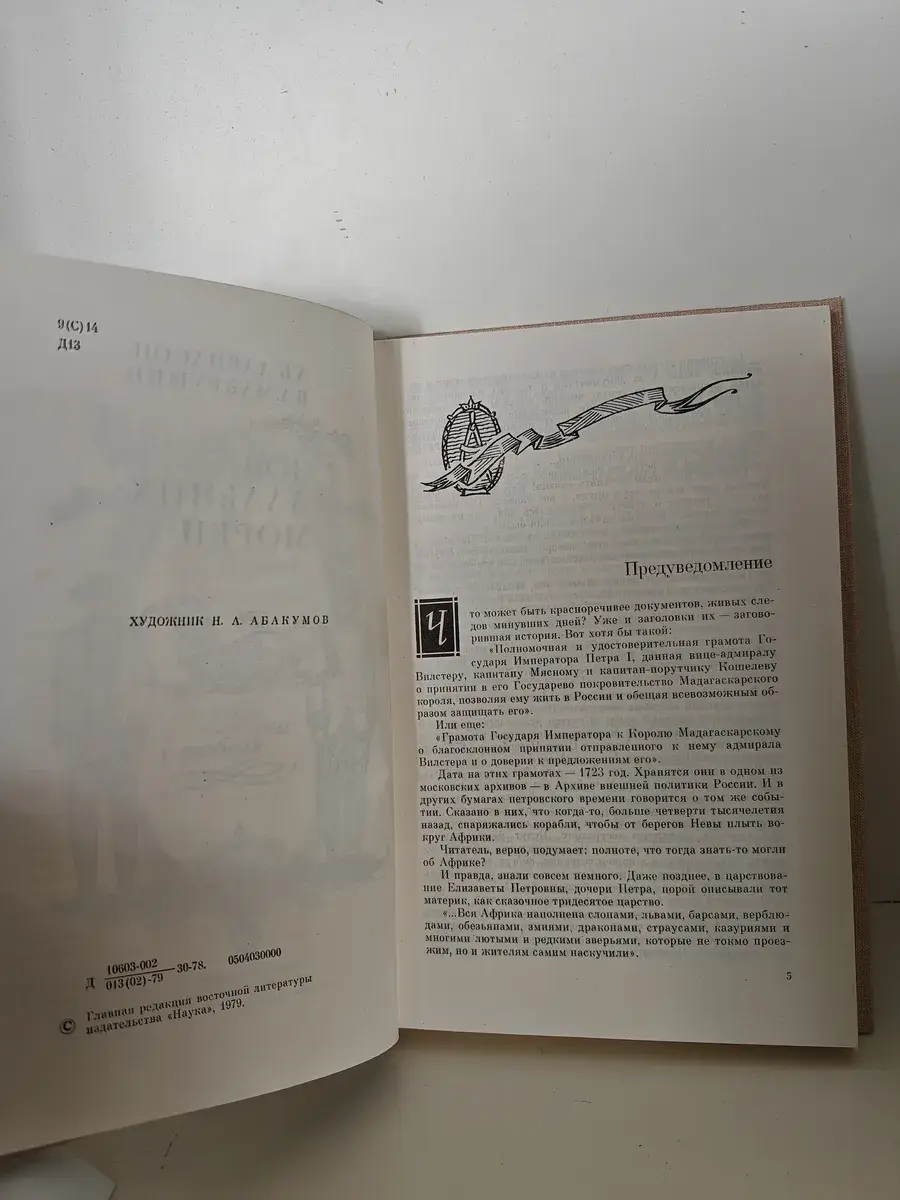 9(С)14
Д13
ХУДОЖНИК Н. А. АБАКУМОВ
Д 10603-002
013(02)-79
30-78. 0504030000
© Главная редакция восточной литературы
издательства «Наука», 1979.
Предуведомление
Что может быть красноречивее документов, живых сле-
дов минувших дней? Уже и заголовки их — загово-
рившая история. Вот хотя бы такой:
«Полномочная и удостоверительная грамота Го-
сударя Императора Петра I, данная вице-адмиралу
Вилстеру, капитану Мясному и капитан-поручику Кошелеву
о принятии в его Государево покровительство Мадагаскарского
короля, позволяя ему жить в России и обещая всевозможным об-
разом защищать его».
Или еще:
«Грамота Государя Императора к Королю Мадагаскарскому
о благосклонном принятии отправленного к нему адмирала
Вилстера и о доверии к предложениям его».
Дата на этих грамотах — 1723 год. Хранятся они в одном из
московских архивов — в Архиве внешней политики России. И в
других бумагах петровского времени говорится о том же собы-
тии. Сказано в них, что когда-то, больше четверти тысячелетия
назад, снаряжались корабли, чтобы от берегов Невы плыть во-
круг Африки.
Читатель, верно, подумает: полноте, что тогда знать-то могли
об Африке?
И правда, знали совсем немного. Даже позднее, в царствова-
ние Елизаветы Петровны, дочери Петра, порой описывали тот
материк, как сказочное тридесятое царство.
«...Вся Африка наполнена слонами, львами, барсами, верблю-
дами, обезьянами, змиями, драконами, страусами, казуриями и
многими лютыми и редкими зверьями, которые не токмо проез-
жим, но и жителям самим наскучили».
5